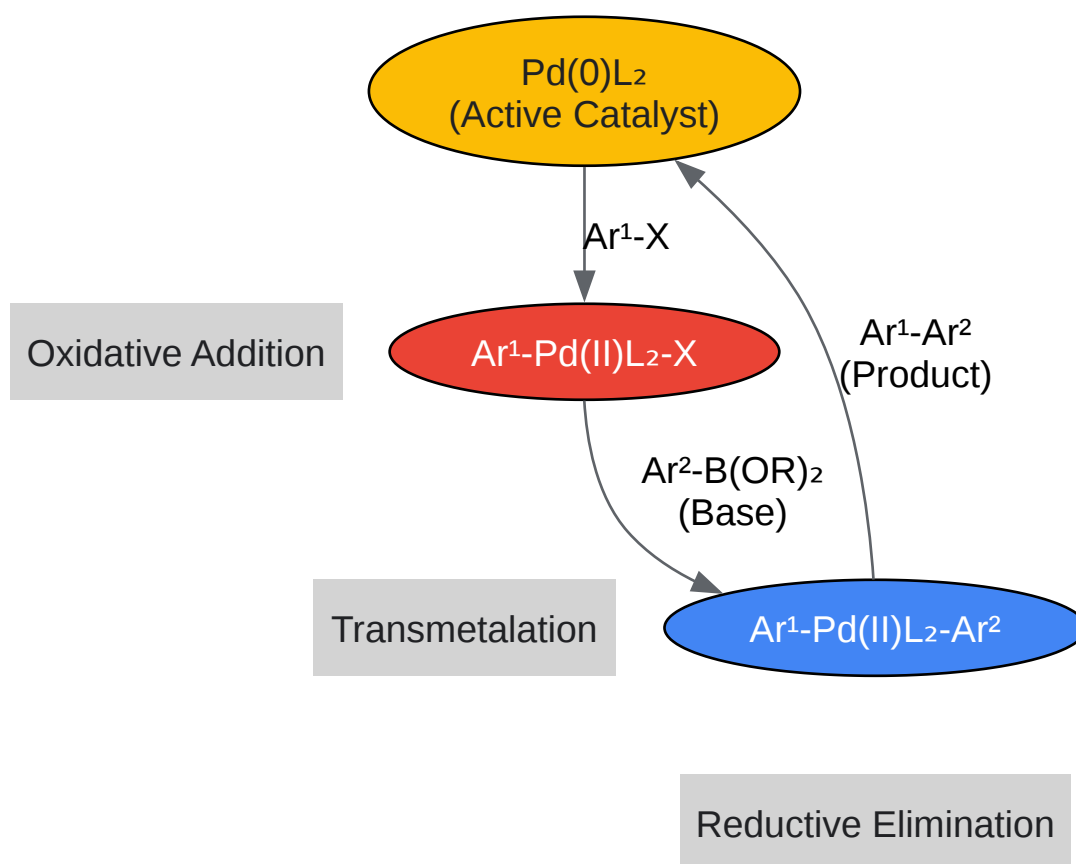 Pd(0)L₂
(Active Catalyst)
Ar¹-X
Oxidative Addition
Ar¹-Pd(II)L₂-X
Ar¹-Ar²
(Product)
Ar²-B(OR)₂
(Base)
Transmetalation
Ar¹-Pd(II)L₂-Ar²
Reductive Elimination